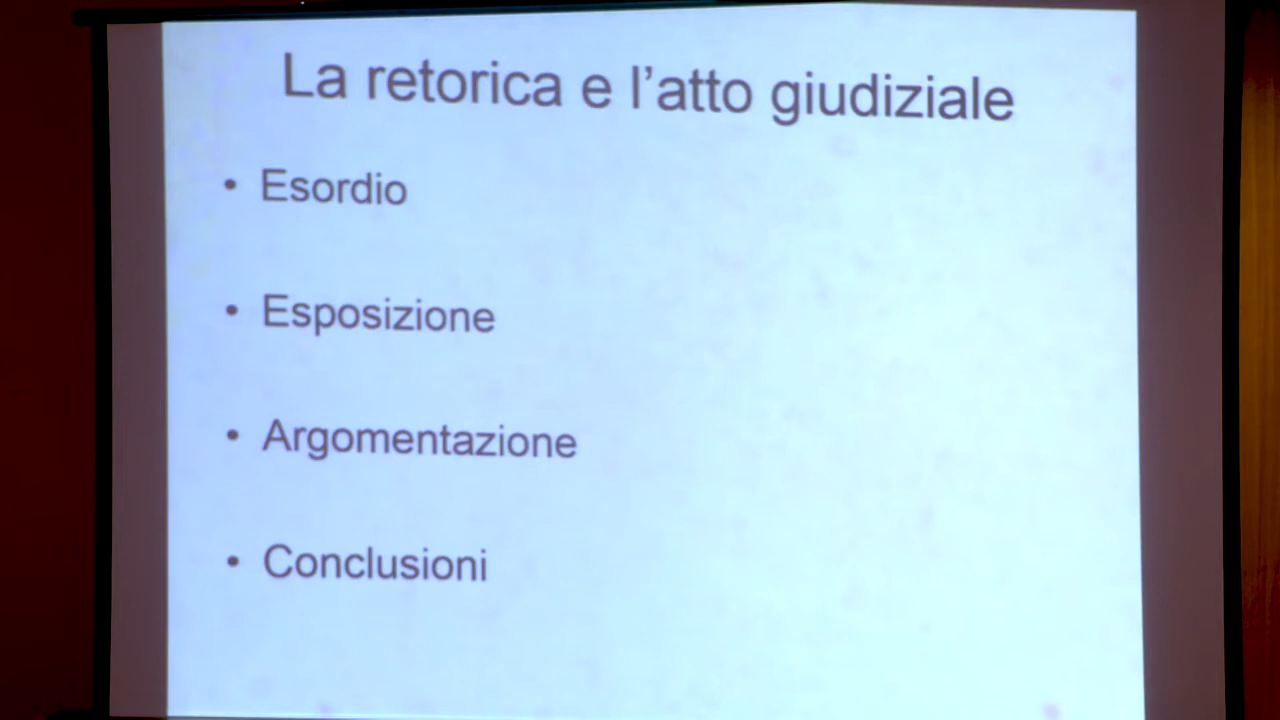 La retorica e l’atto giudiziale
• Esordio
• Esposizione
• Argomentazione
• Conclusioni